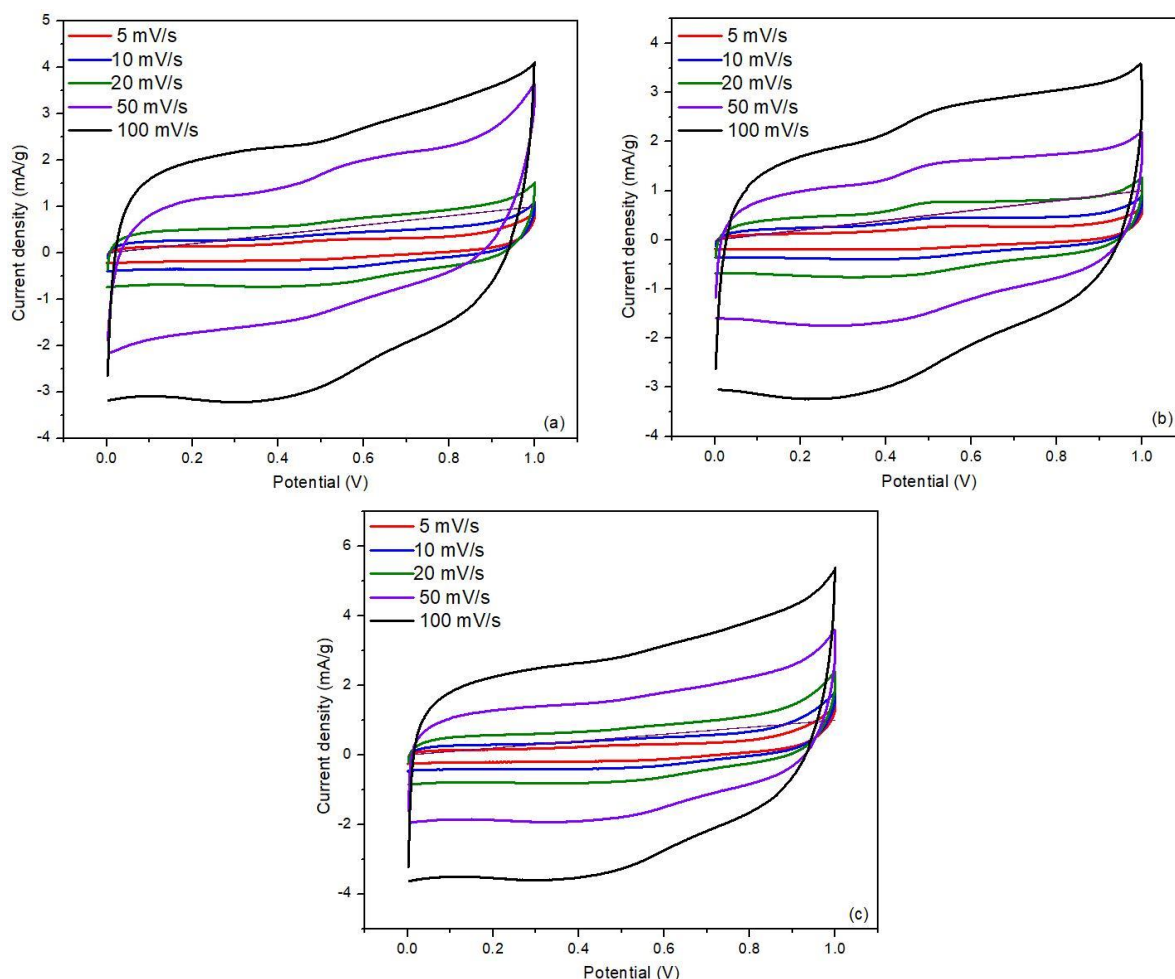 5 mV/s
10 mV/s
20 mV/s
50 mV/s
100 mV/s
Current density (mA/g)
5
4
3
2
1
0
-1
-2
-3
-4
0.0 0.2 0.4 0.6 0.8 1.0
Potential (V)
(a)
5 mV/s
10 mV/s
20 mV/s
50 mV/s
100 mV/s
Current density (mA/g)
4
3
2
1
0
-1
-2
-3
-4
0.0 0.2 0.4 0.6 0.8 1.0
Potential (V)
(b)
5 mV/s
10 mV/s
20 mV/s
50 mV/s
100 mV/s
Current density (mA/g)
6
4
2
0
-2
-4
0.0 0.2 0.4 0.6 0.8 1.0
Potential (V)
(c)